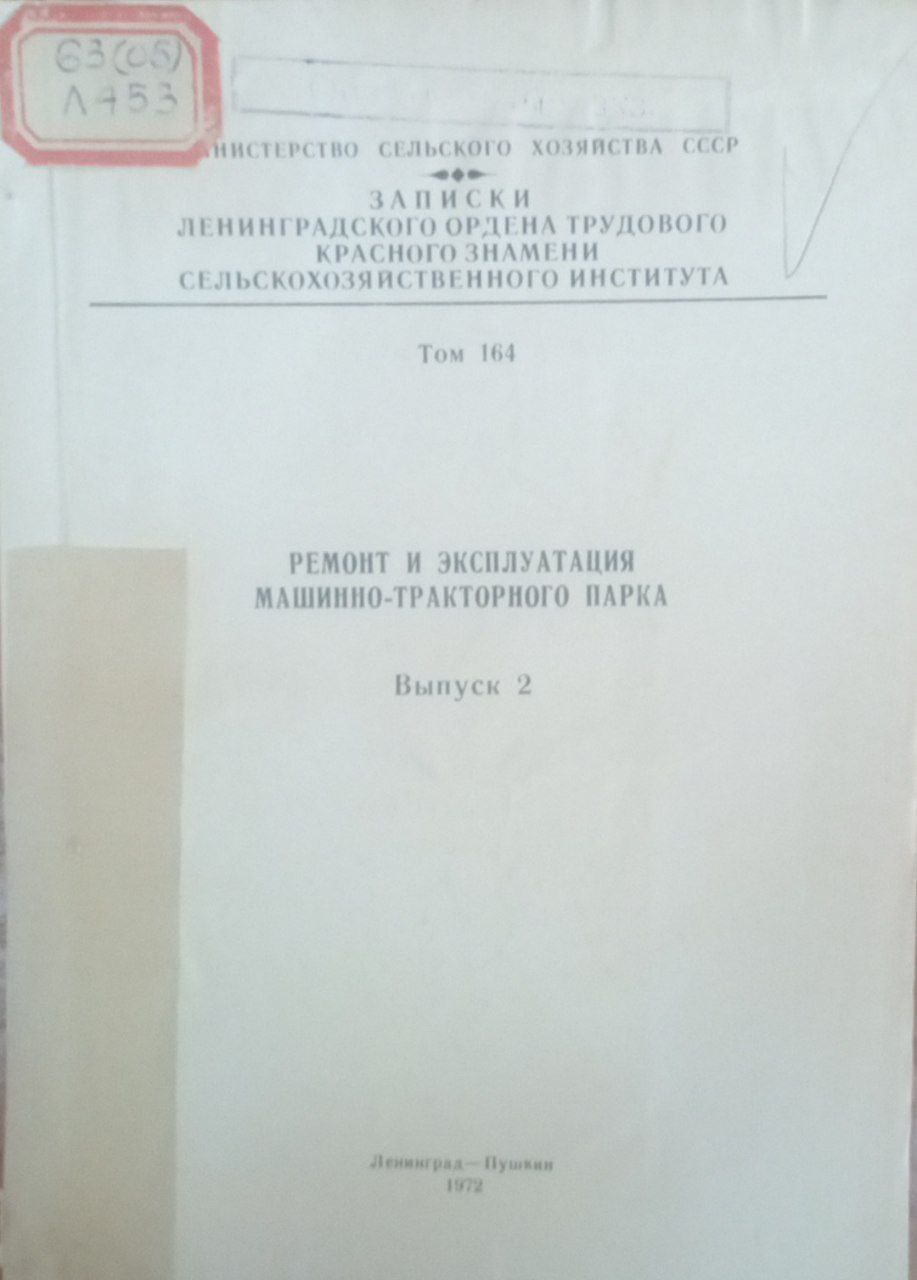 63(05)
Л453
СЕЛЬСКОГО ХОЗЯЙСТВА СССР
ЗАПИСКИ
ЛЕНИНГРАДСКОГО ОРДЕНА ТРУДОВОГО
КРАСНОГО ЗНАМЕНИ
СЕЛЬСКОХОЗЯЙСТВЕННОГО ИНСТИТУТА
Том 164
РЕМОНТ И ЭКСПЛУАТАЦИЯ
МАШИННО-ТРАКТОРНОГО ПАРКА
Выпуск 2
Ленинград—Пушкин
1972